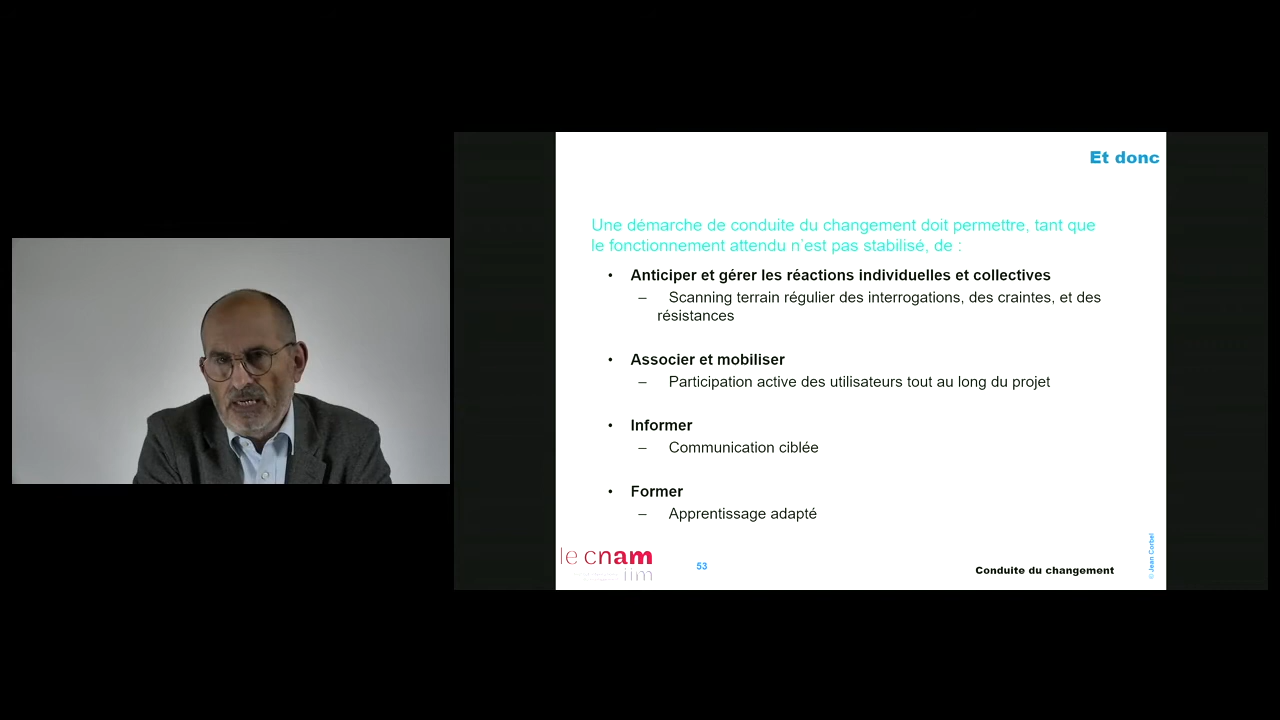 Et donc
Une démarche de conduite du changement doit permettre, tant que
le fonctionnement attendu n'est pas stabilisé, de :
• Anticiper et gérer les réactions individuelles et collectives
– Scanning terrain régulier des interrogations, des craintes, et des
résistances
• Associer et mobiliser
– Participation active des utilisateurs tout au long du projet
• Informer
– Communication ciblée
• Former
– Apprentissage adapté
le cnam
iim
53
Conduite du changement
© Jean Corbel